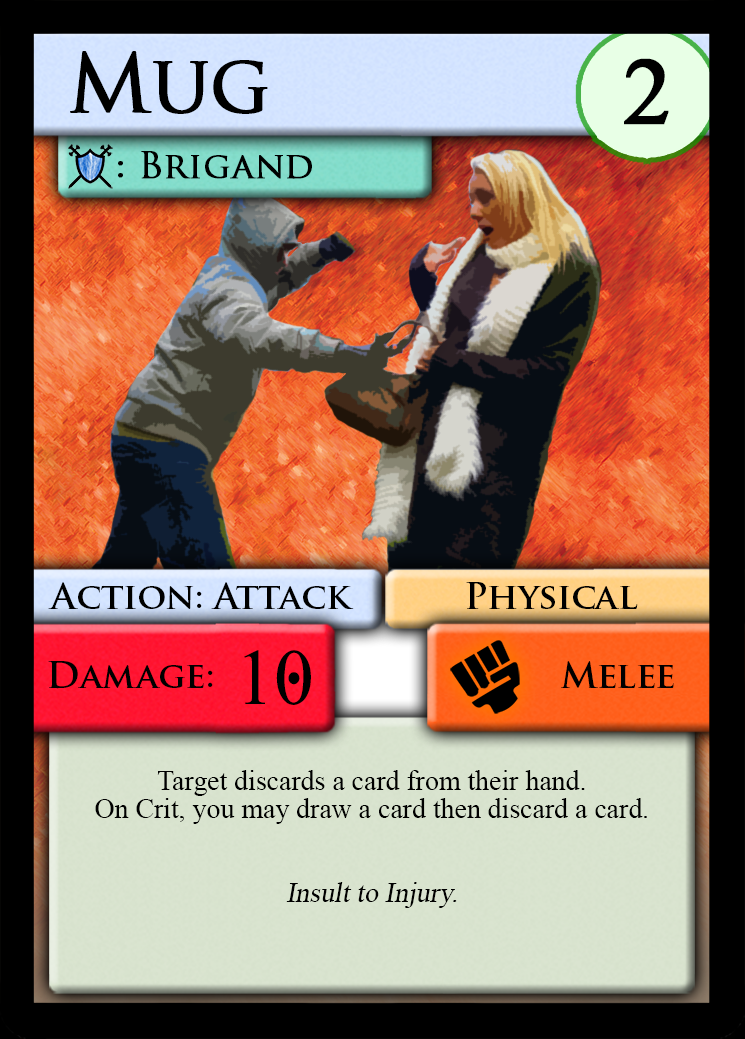 Mug
2
: Brigand
Action: Attack
Physical
Damage: 10
Melee
Target discards a card from their hand.
On Crit, you may draw a card then discard a card.
Insult to Injury.